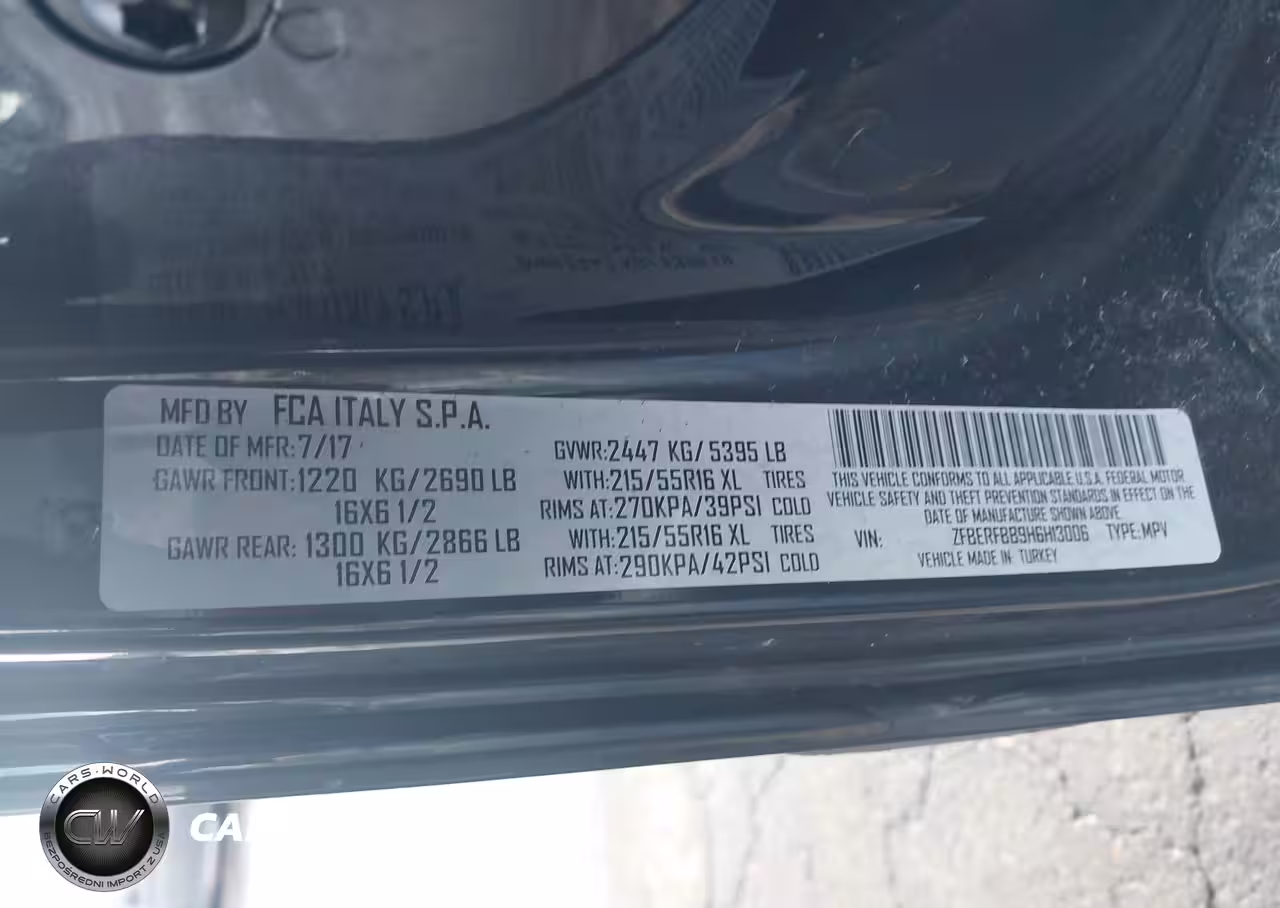 MFD BY FCA ITALY S.P.A.
DATE OF MFR: 7/17
GAWR FRONT: 1220 KG/2690 LB
16X6 1/2
GAWR REAR: 1300 KG/2866 LB
16X6 1/2
GVWR: 2447 KG/ 5395 LB
WITH: 215/55R16 XL TIRES
RIMS AT: 270KPA/39PSI COLD
WITH: 215/55R16 XL TIRES
RIMS AT: 290KPA/42PSI COLD
THIS VEHICLE CONFORMS TO ALL APPLICABLE U.S.A. FEDERAL MOTOR
VEHICLE SAFETY AND THEFT PREVENTION STANDARDS IN EFFECT ON THE
DATE OF MANUFACTURE SHOWN ABOVE.
VIN: ZFBERFBB9H6H13006 TYPE: MPV
VEHICLE MADE IN: TURKEY
CARS·WORLD
CW
BEZPOŚREDNI IMPORT Z USA